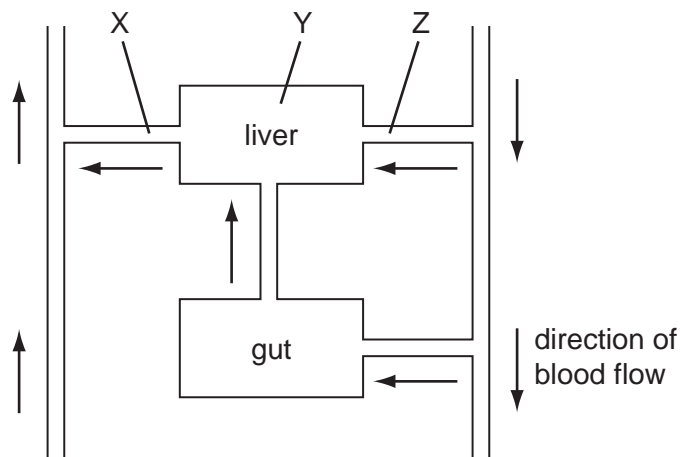 X
Y
Z
liver
gut
direction of
blood flow